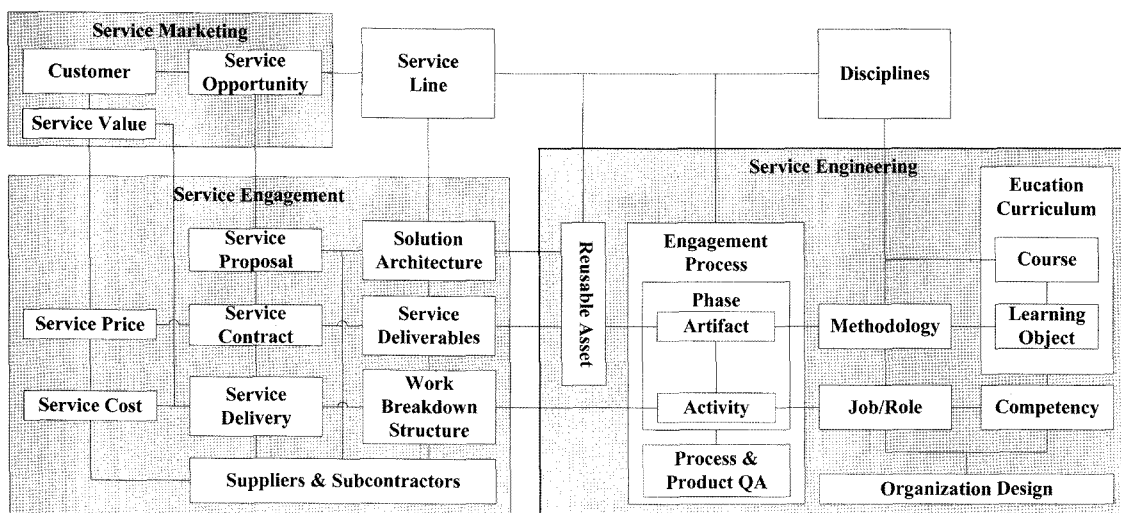 Service Marketing
Customer
Service
Opportunity
Service Value
Service
Line
Disciplines
Service Engagement
Service
Proposal
Solution
Architecture
Service Price
Service
Contract
Service
Deliverables
Service Cost
Service
Delivery
Work
Breakdown
Structure
Suppliers & Subcontractors
Service Engineering
Reusable Asset
Engagement
Process
Phase
Artifact
Activity
Process &
Product QA
Methodology
Job/Role
Eucation
Curriculum
Course
Learning
Object
Competency
Organization Design